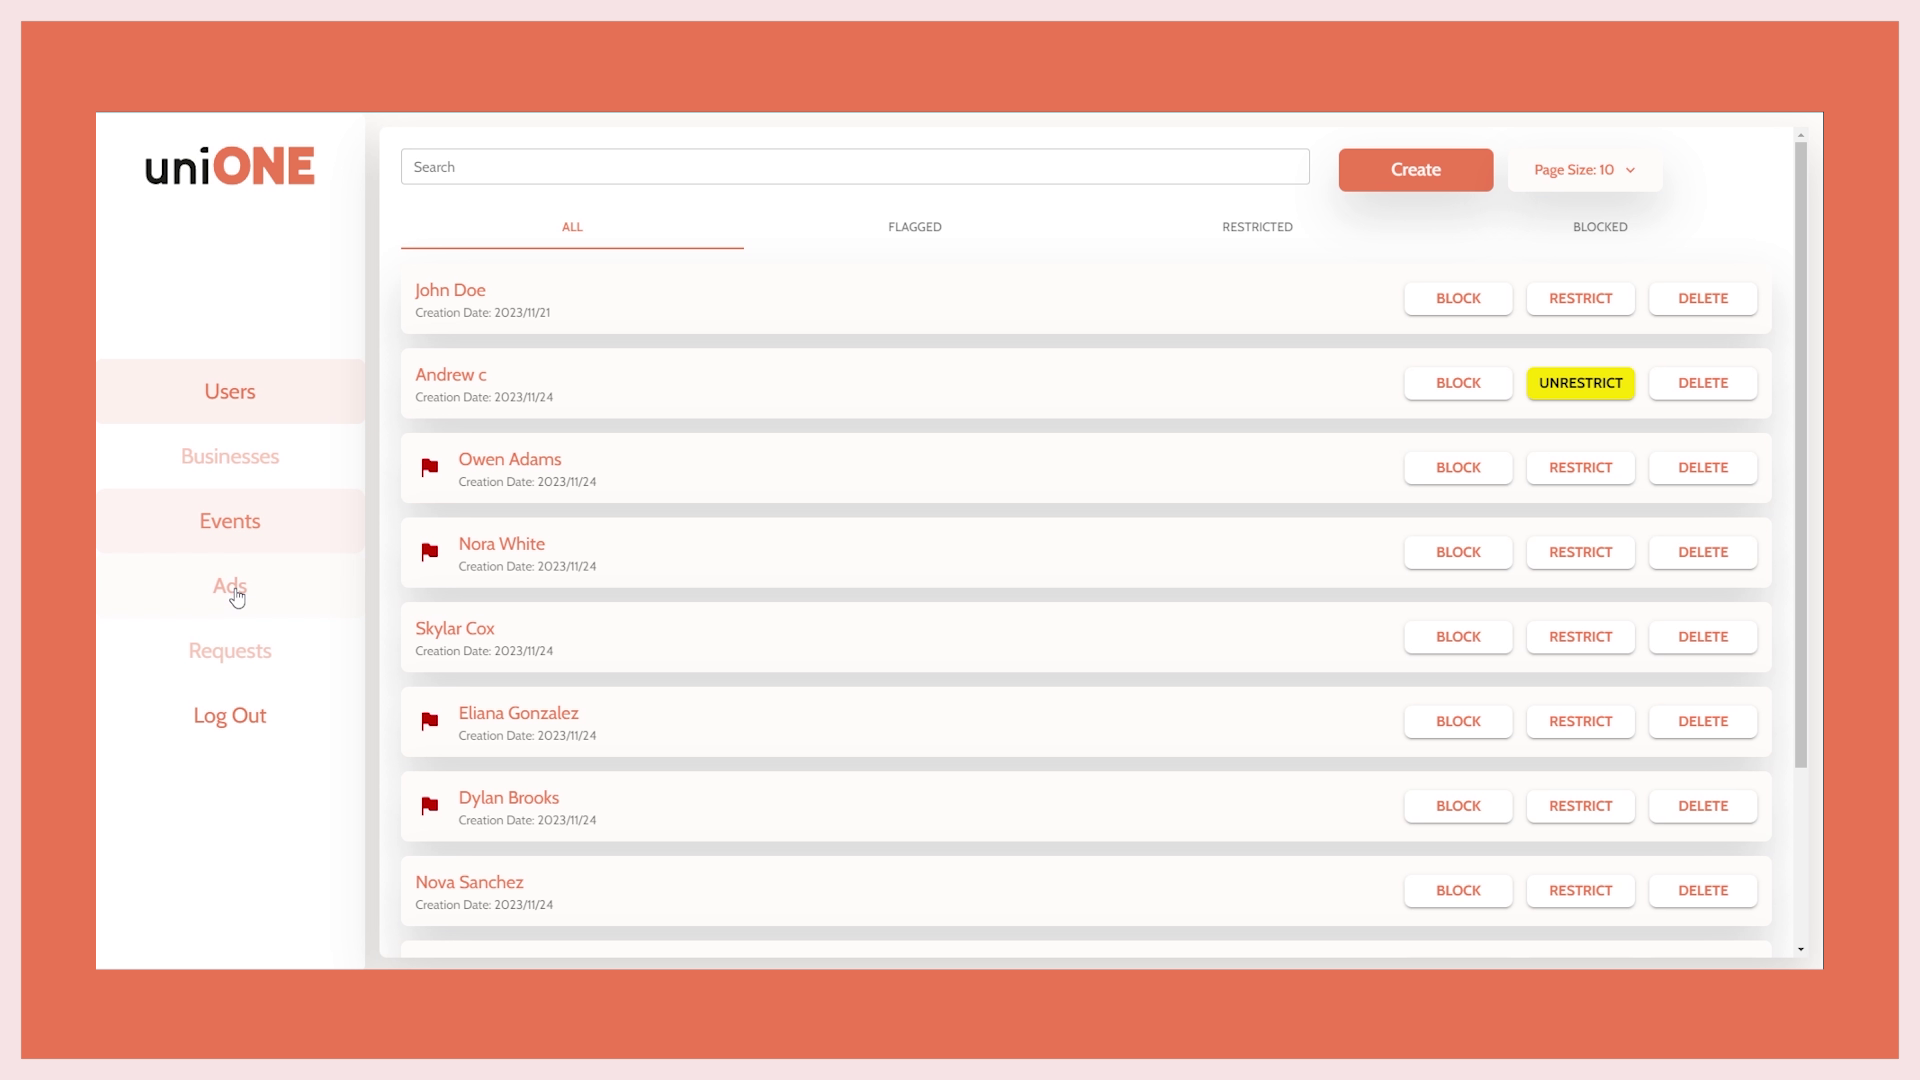 uniONE
Search
Create
Page Size: 10
ALL
FLAGGED
RESTRICTED
BLOCKED
Users
Businesses
Events
Ads
Requests
Log Out
John Doe
Creation Date: 2023/11/21
BLOCK
RESTRICT
DELETE
Andrew c
Creation Date: 2023/11/24
BLOCK
UNRESTRICT
DELETE
Owen Adams
Creation Date: 2023/11/24
BLOCK
RESTRICT
DELETE
Nora White
Creation Date: 2023/11/24
BLOCK
RESTRICT
DELETE
Skylar Cox
Creation Date: 2023/11/24
BLOCK
RESTRICT
DELETE
Eliana Gonzalez
Creation Date: 2023/11/24
BLOCK
RESTRICT
DELETE
Dylan Brooks
Creation Date: 2023/11/24
BLOCK
RESTRICT
DELETE
Nova Sanchez
Creation Date: 2023/11/24
BLOCK
RESTRICT
DELETE